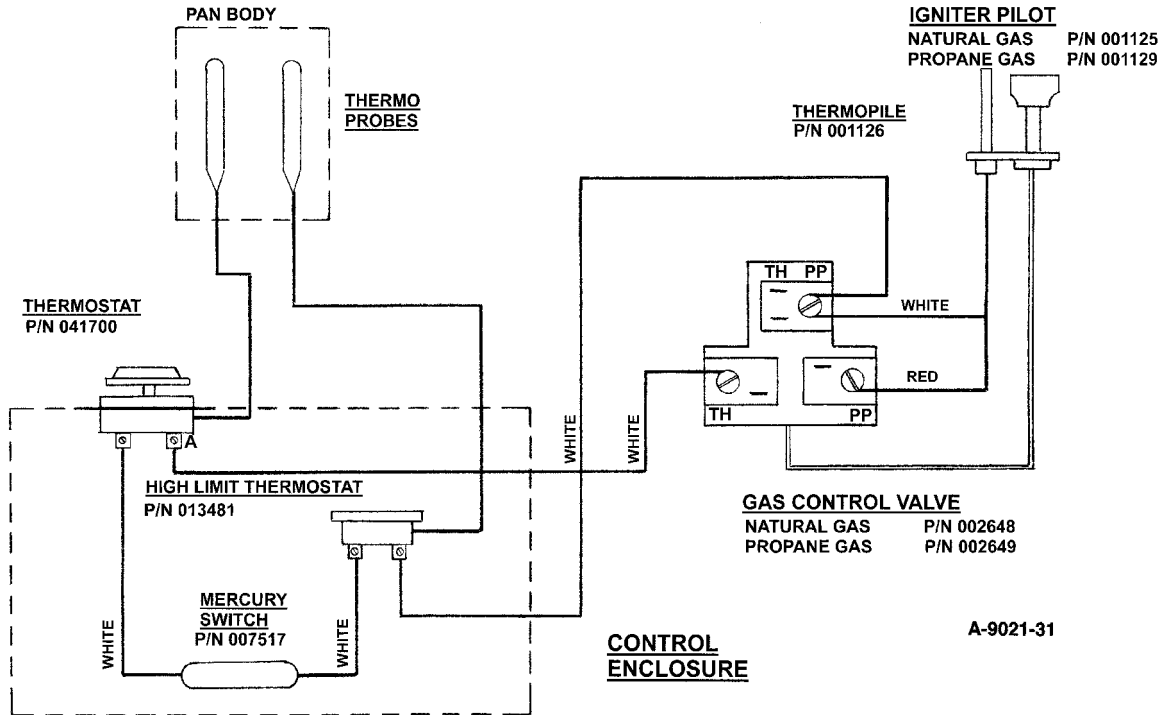 PAN BODY
IGNITER PILOT
NATURAL GAS P/N 001125
PROPANE GAS P/N 001129
THERMO
PROBES
THERMOPILE
P/N 001126
TH PP
WHITE
THERMOSTAT
P/N 041700
RED
TH PP
A
WHITE
WHITE
HIGH LIMIT THERMOSTAT
P/N 013481
GAS CONTROL VALVE
NATURAL GAS P/N 002648
PROPANE GAS P/N 002649
MERCURY
SWITCH
P/N 007517
WHITE
WHITE
CONTROL
ENCLOSURE
A-9021-31